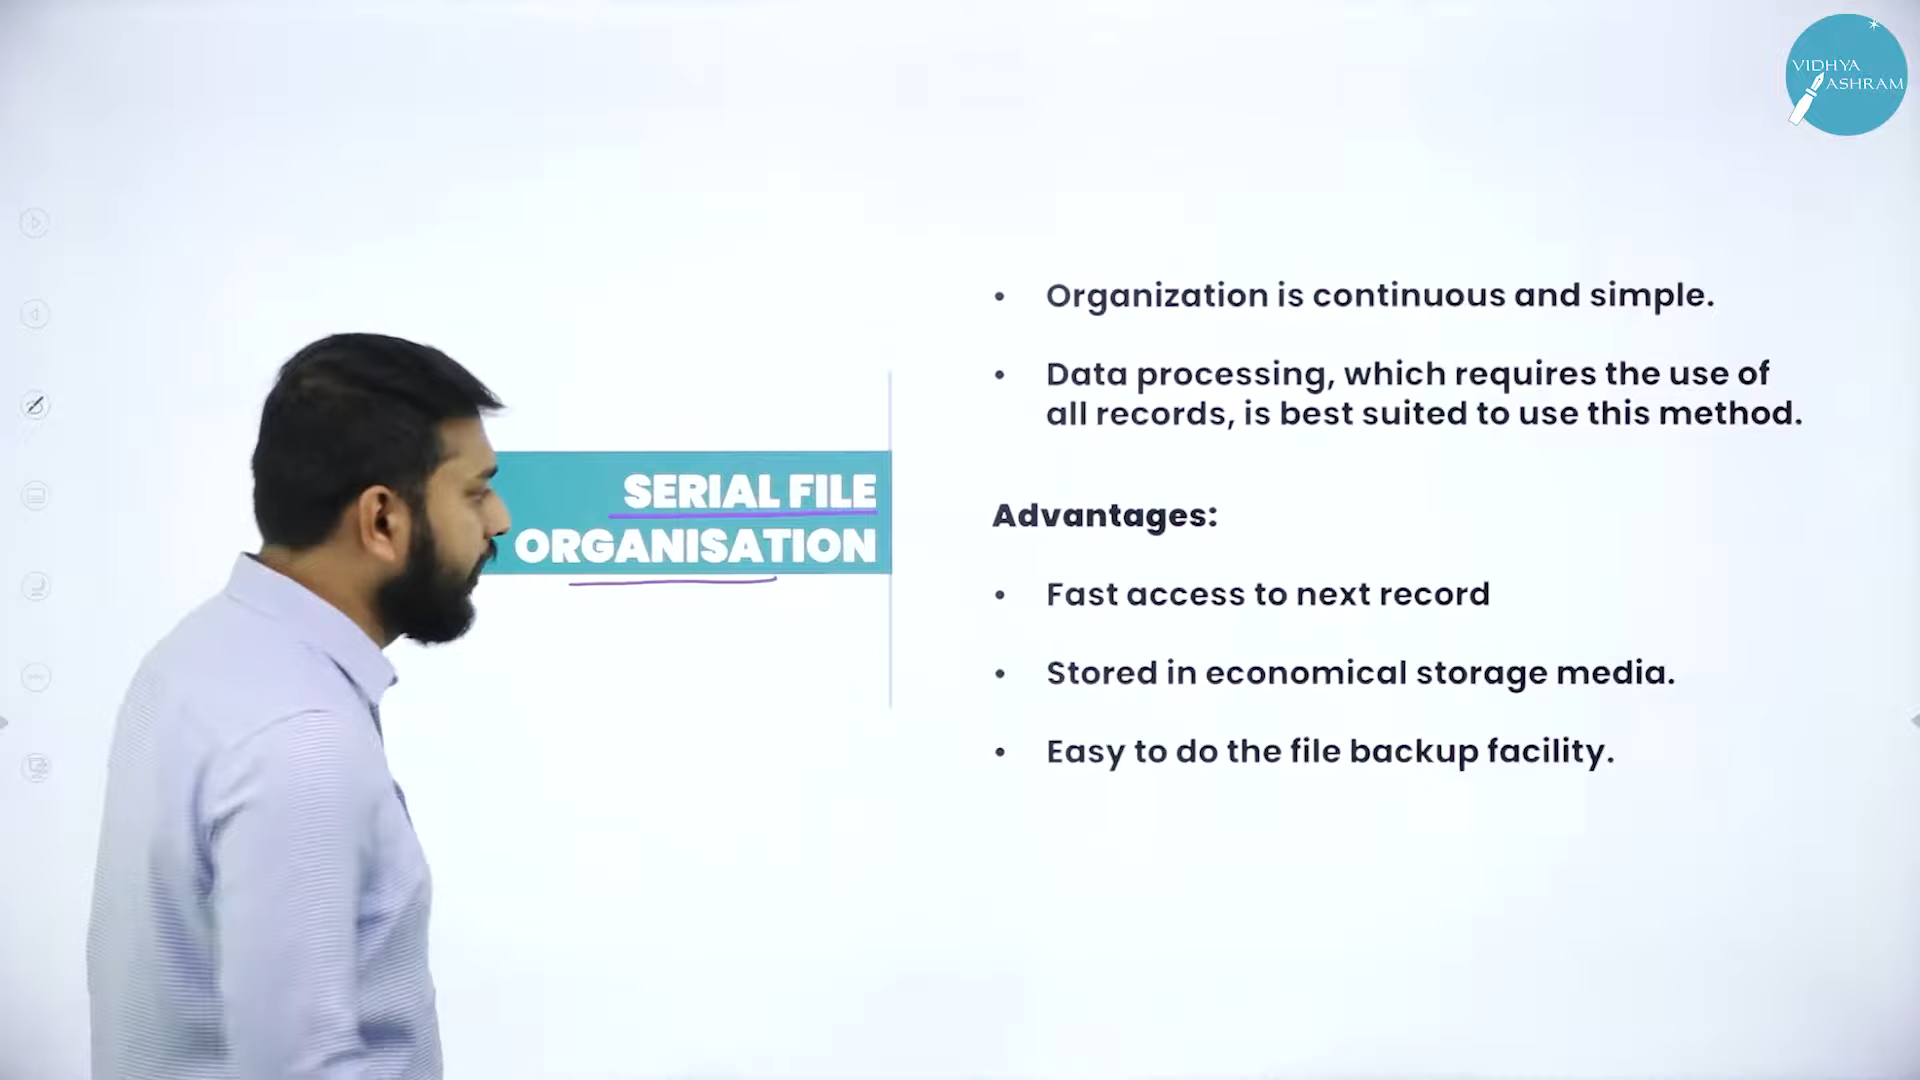 VIDHYA
ASHRAM
SERIAL FILE
ORGANISATION
• Organization is continuous and simple.
• Data processing, which requires the use of
all records, is best suited to use this method.
Advantages:
• Fast access to next record
• Stored in economical storage media.
• Easy to do the file backup facility.